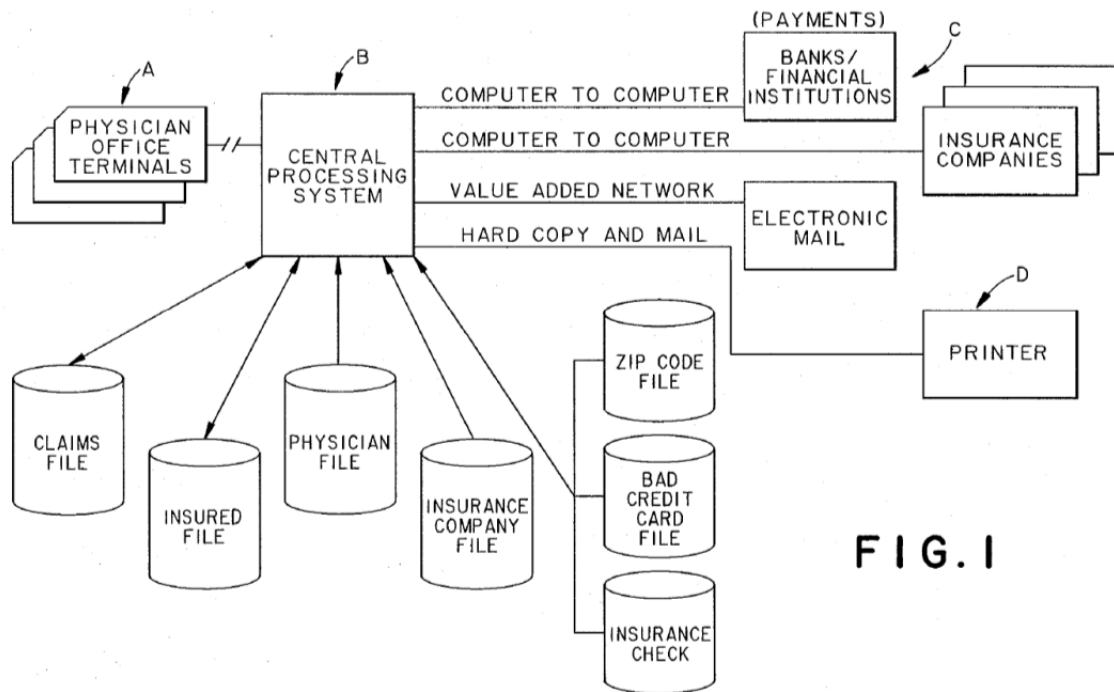 A
PHYSICIAN
OFFICE
TERMINALS
B
CENTRAL
PROCESSING
SYSTEM
COMPUTER TO COMPUTER
COMPUTER TO COMPUTER
VALUE ADDED NETWORK
HARD COPY AND MAIL
(PAYMENTS)
BANKS/
FINANCIAL
INSTITUTIONS
C
INSURANCE
COMPANIES
ELECTRONIC
MAIL
D
PRINTER
CLAIMS
FILE
INSURED
FILE
PHYSICIAN
FILE
INSURANCE
COMPANY
FILE
ZIP CODE
FILE
BAD
CREDIT
CARD
FILE
INSURANCE
CHECK
FIG. 1